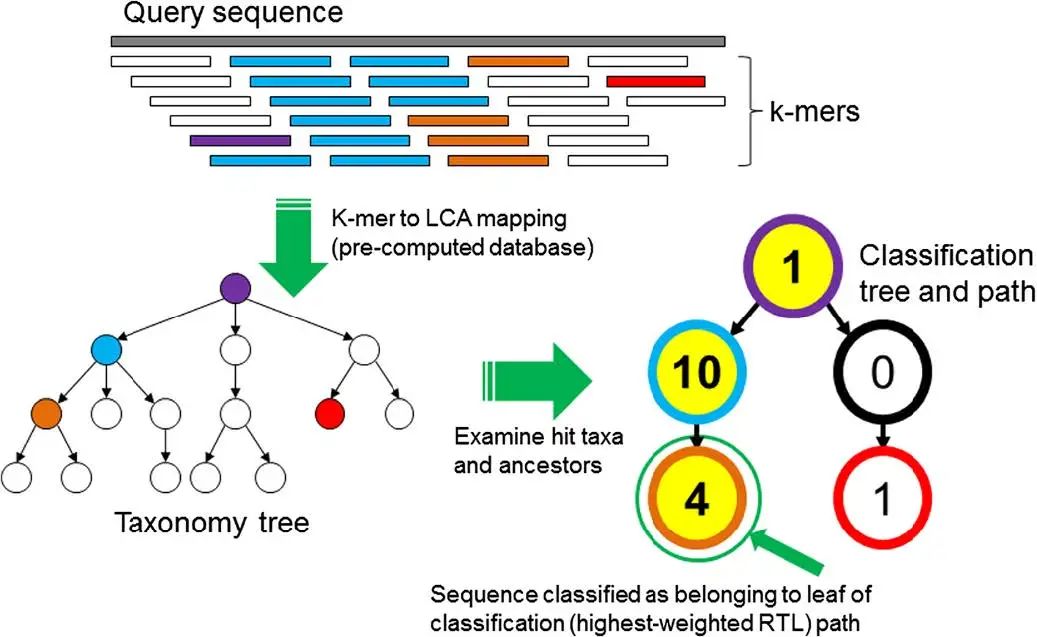 Query sequence
k-mers
K-mer to LCA mapping
(pre-computed database)
1
Classification
tree and path
10
0
Examine hit taxa
and ancestors
4
1
Taxonomy tree
Sequence classified as belonging to leaf of
classification (highest-weighted RTL) path